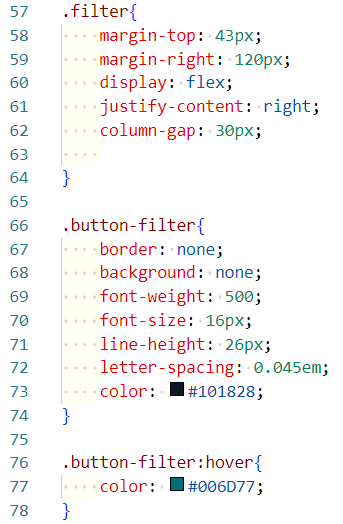 57 .filter{
58 ····margin-top:·43px;
59 ····margin-right:·120px;
60 ····display:·flex;
61 ····justify-content:·right;
62 ····column-gap:·30px;
63 ····
64 }
65
66 .button-filter{
67 ····border:·none;
68 ····background:·none;
69 ····font-weight:·500;
70 ····font-size:·16px;
71 ····line-height:·26px;
72 ····letter-spacing:·0.045em;
73 ····color:·#101828;
74 }
75
76 .button-filter:hover{
77 ····color:·#006D77;
78 }